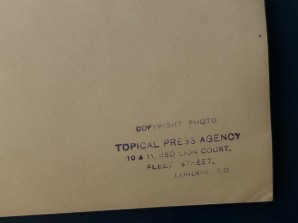 COPYRIGHT PHOTO
TOPICAL PRESS AGENCY
10 & 11, RED LION COURT,
FLEET STREET,
LONDON E.C.